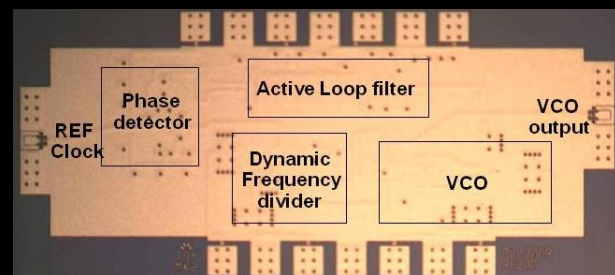 Phase
detector
Active Loop filter
REF
Clock
VCO
output
Dynamic
Frequency
divider
VCO